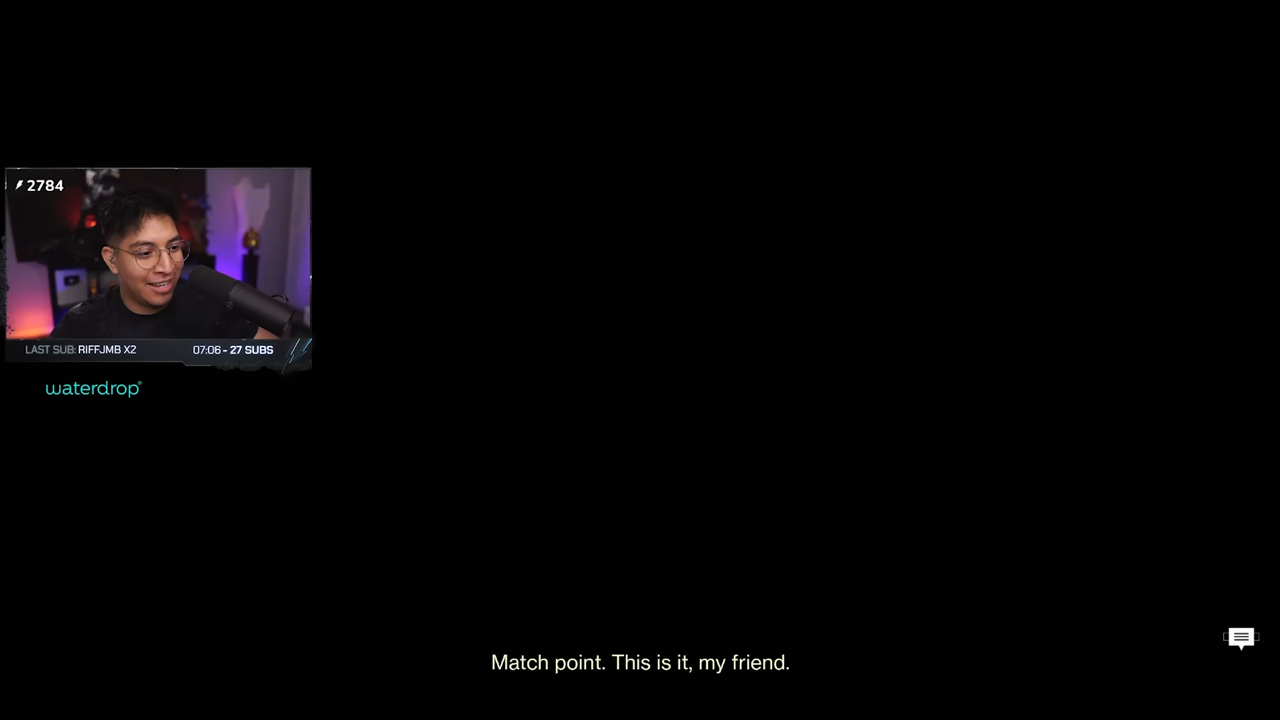 2784
LAST SUB: RIFFJMB X2
07:06 - 27 SUBS
waterdrop®
Match point. This is it, my friend.